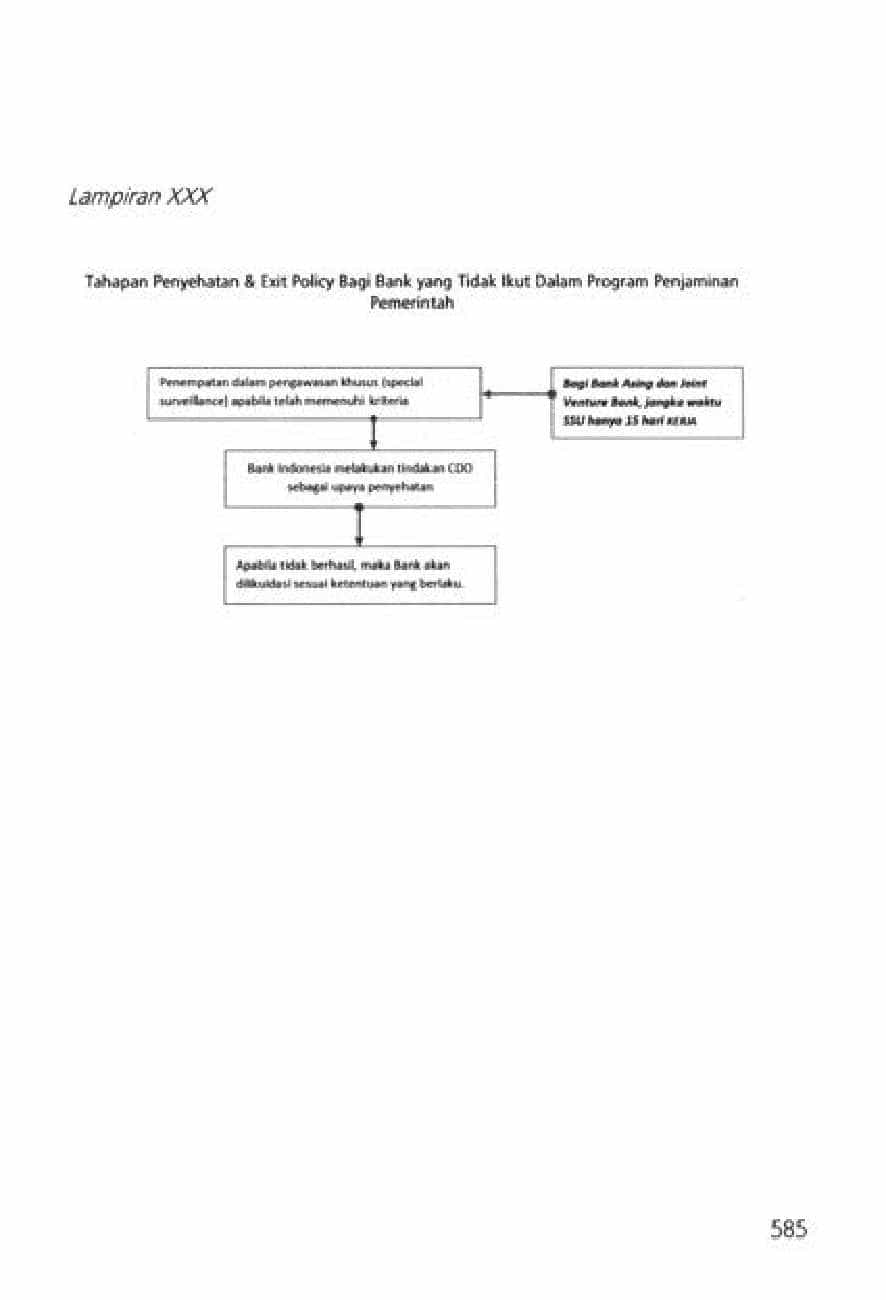 Lampiran XXX
Tahapan Penyehatan & Exit Policy Bagi Bank yang Tidak Ikut Dalam Program Penjaminan
Pemerintah
Penempatan dalam pengawasan khusus (special
surveillance) apabila telah memenuhi kriteria
Bagi Bank Asing dan Joint
Venture Bank, jangka waktu
SSU hanya 15 hari KERJA
Bank Indonesia melakukan tindakan CDO
sebagai upaya penyehatan
Apabila tidak berhasil, maka Bank akan
dilikuidasi sesuai ketentuan yang berlaku.
585